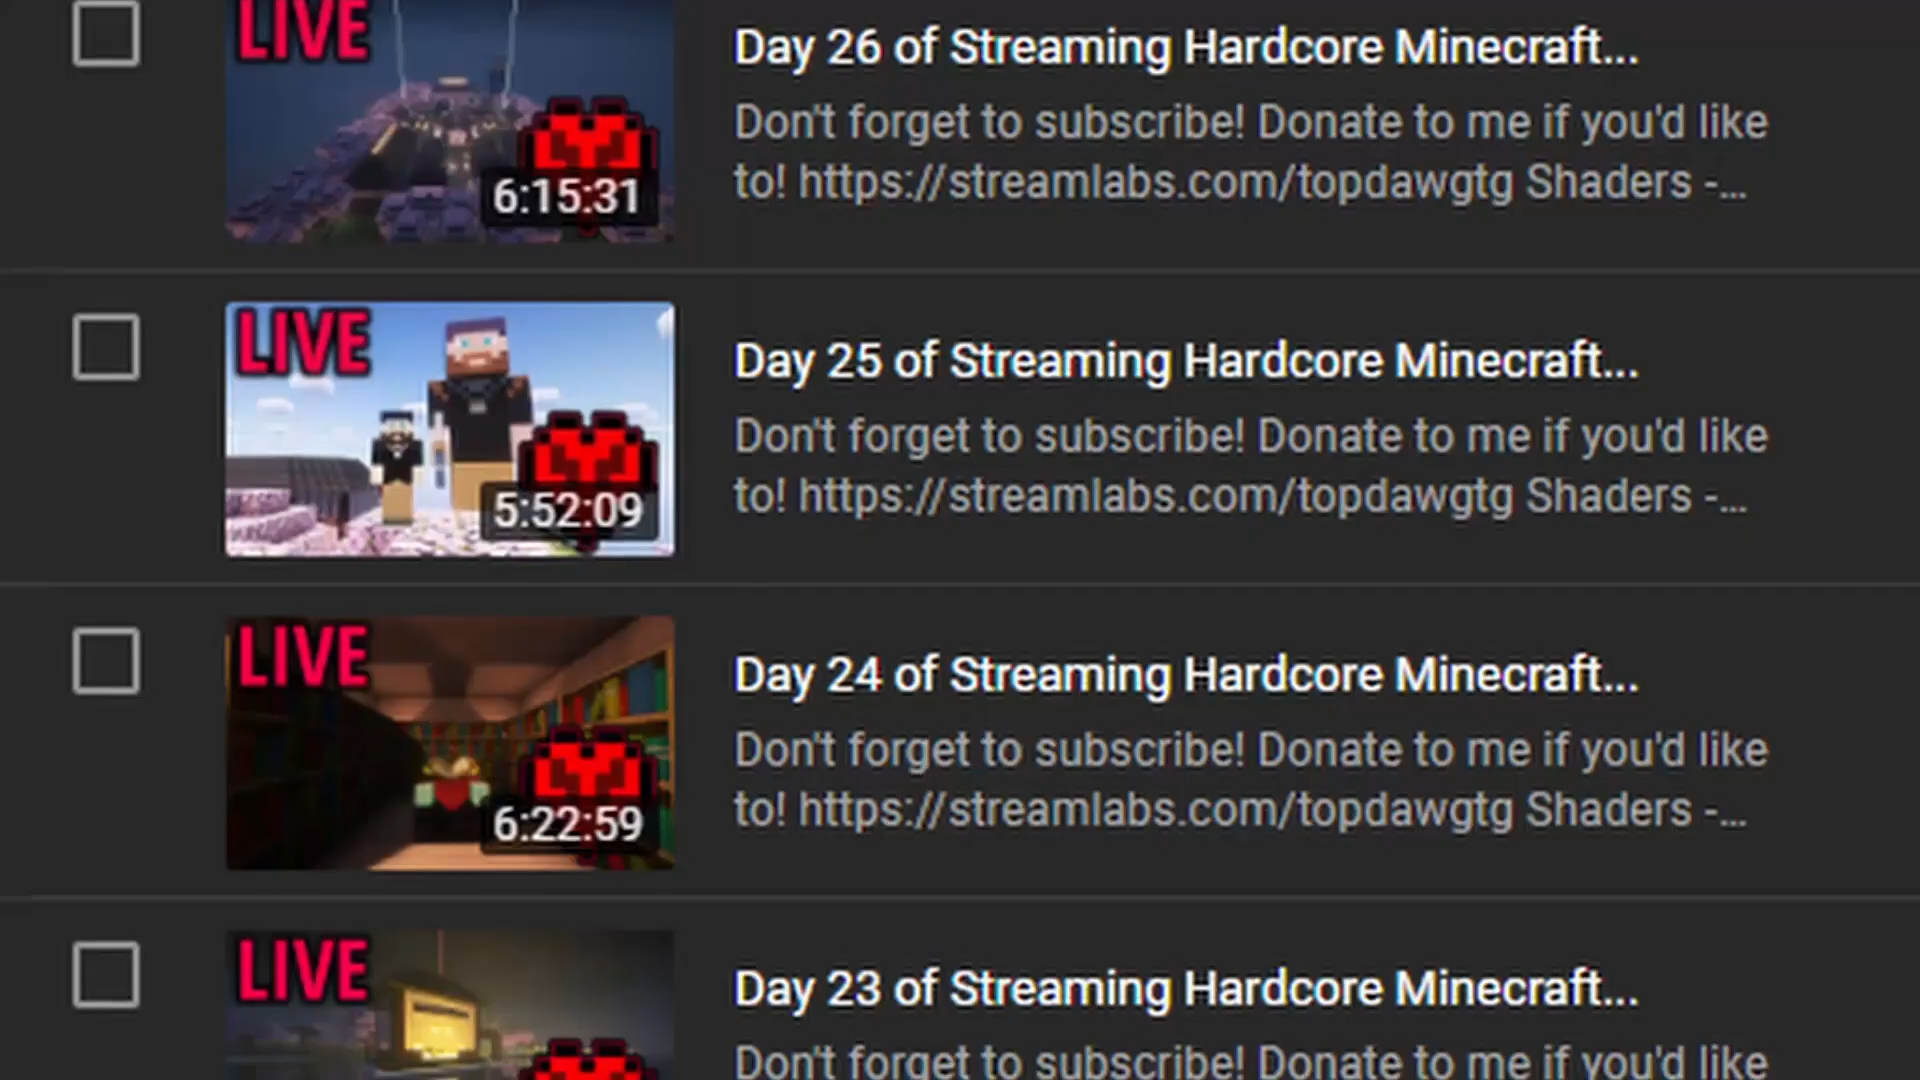 LIVE
6:15:31
Day 26 of Streaming Hardcore Minecraft...
Don't forget to subscribe! Donate to me if you'd like
to! https://streamlabs.com/topdawgtg Shaders -...
LIVE
5:52:09
Day 25 of Streaming Hardcore Minecraft...
Don't forget to subscribe! Donate to me if you'd like
to! https://streamlabs.com/topdawgtg Shaders -...
LIVE
6:22:59
Day 24 of Streaming Hardcore Minecraft...
Don't forget to subscribe! Donate to me if you'd like
to! https://streamlabs.com/topdawgtg Shaders -...
LIVE
Day 23 of Streaming Hardcore Minecraft...
Don't forget to subscribe! Donate to me if you'd like